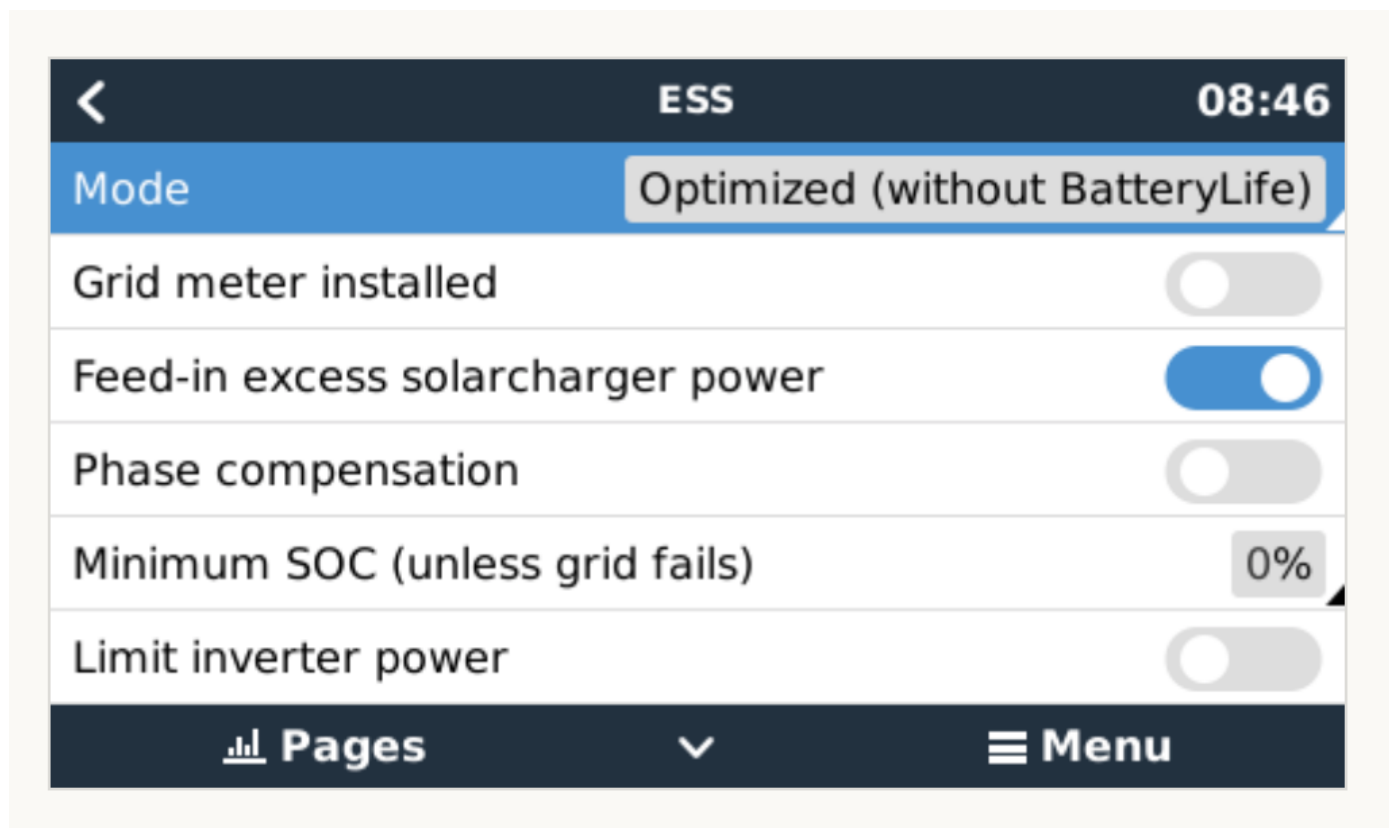 ESS 08:46
Mode Optimized (without BatteryLife)
Grid meter installed
Feed-in excess solarcharger power
Phase compensation
Minimum SOC (unless grid fails) 0%
Limit inverter power
Pages Menu